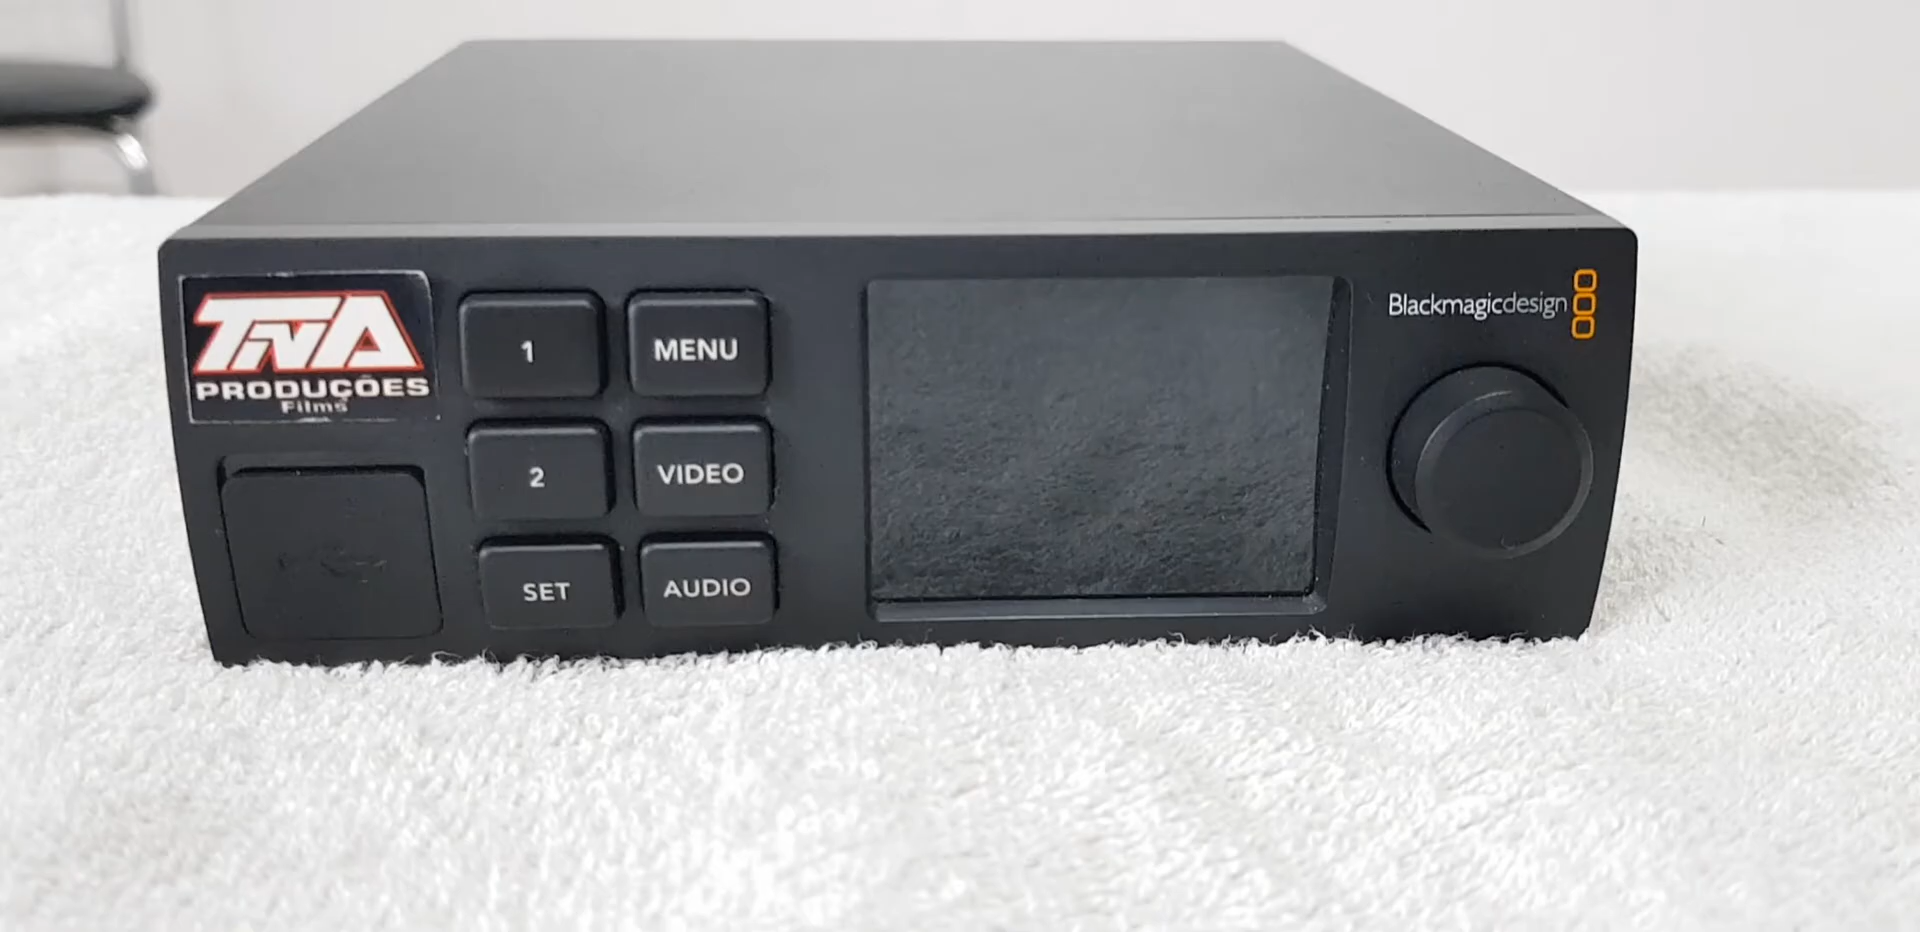 TNA
PRODUÇÕES
Films
1
MENU
2
VIDEO
SET
AUDIO
Blackmagicdesign